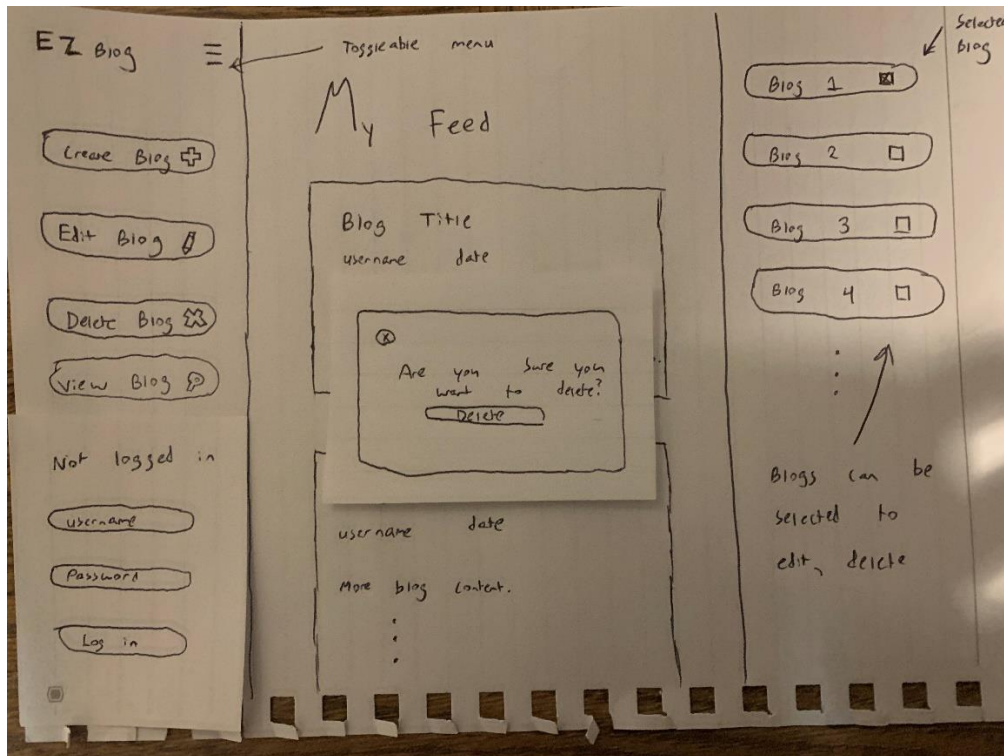 EZ Blog
Create Blog
Edit Blog
Delete Blog
View Blog
Not logged in
username
Password
Log in
Toggleable menu
My Feed
Blog Title
username date
Are you sure you
want to delete?
Delete
username date
More blog content.
Selected
Blog
Blog 1
Blog 2
Blog 3
Blog 4
Blogs can be
selected to
edit, delete